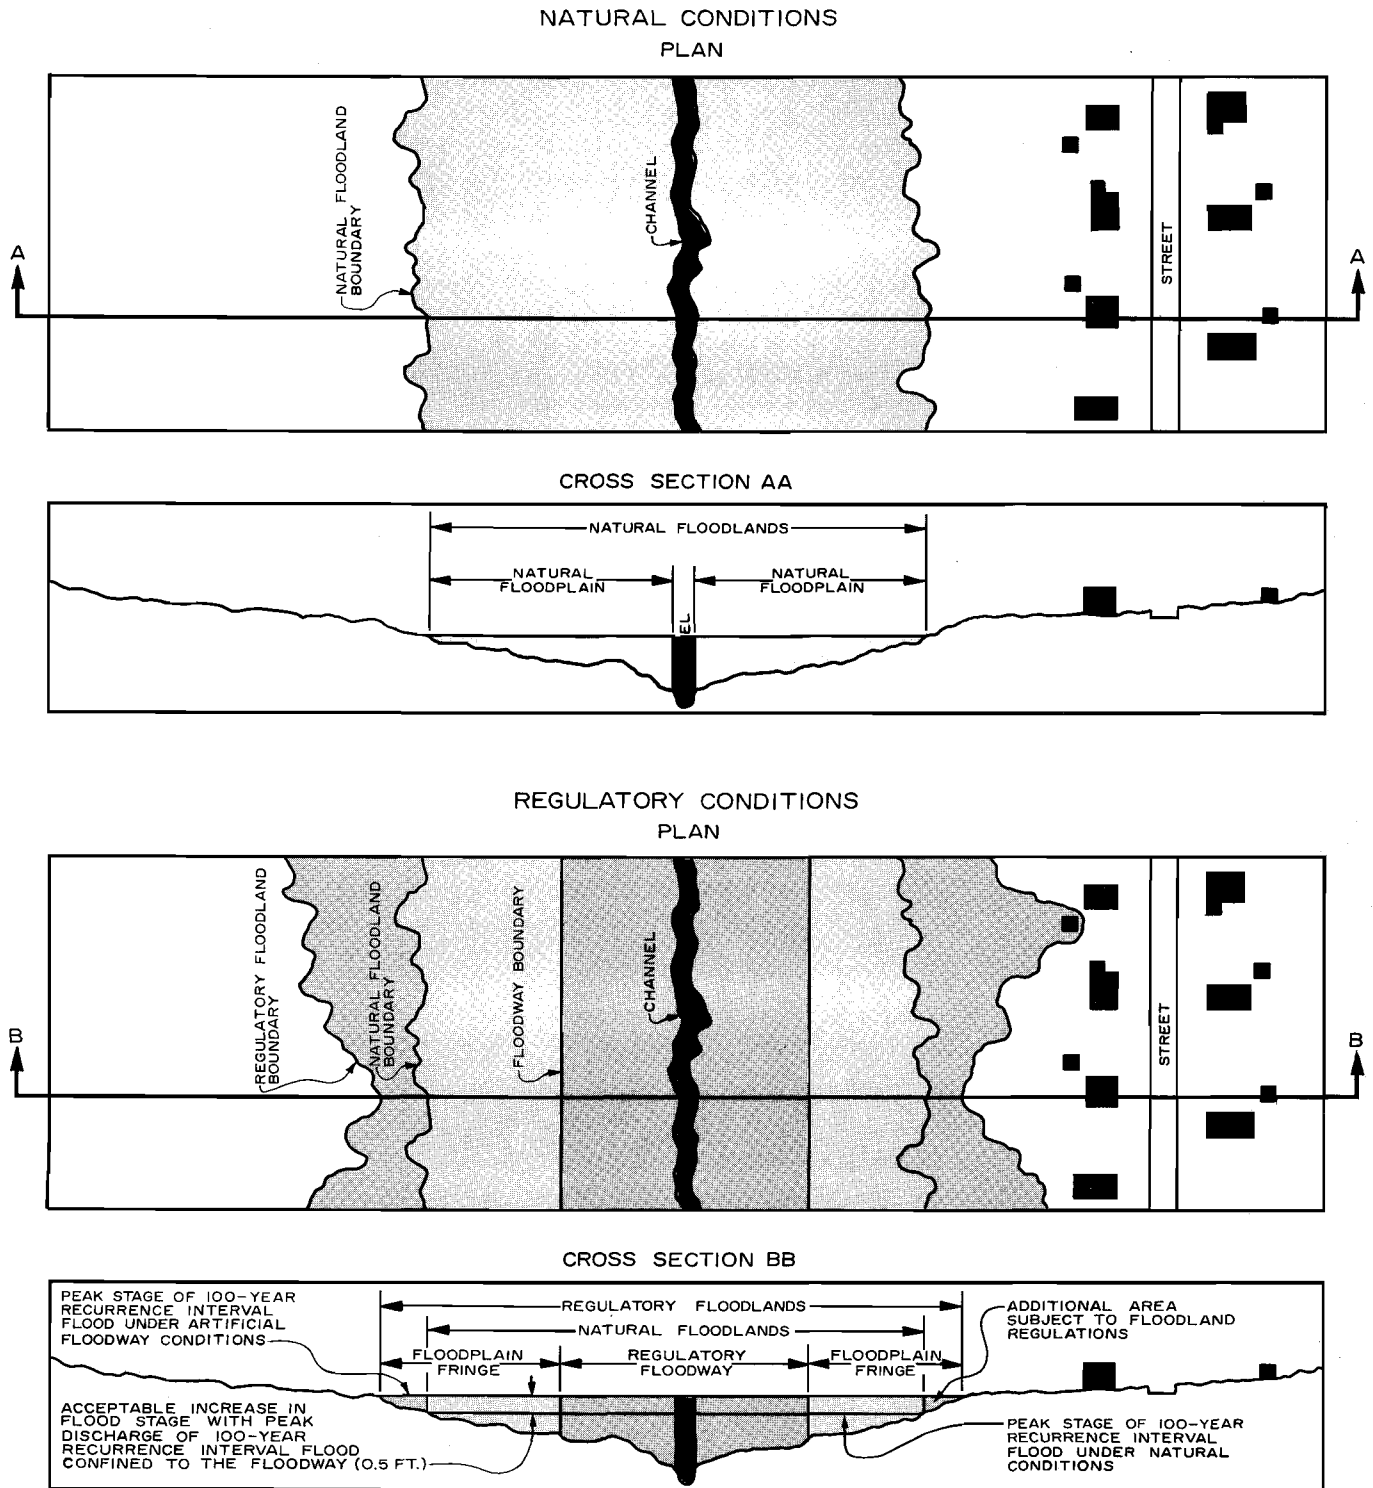 NATURAL CONDITIONS
PLAN
NATURAL FLOODLAND
BOUNDARY
CHANNEL
STREET
A
A
CROSS SECTION AA
NATURAL FLOODLANDS
NATURAL
FLOODPLAIN
NATURAL
FLOODPLAIN
EL
REGULATORY CONDITIONS
PLAN
REGULATORY FLOODLAND
BOUNDARY
NATURAL FLOODLAND
BOUNDARY
FLOODWAY BOUNDARY
CHANNEL
STREET
B
B
CROSS SECTION BB
PEAK STAGE OF 100-YEAR
RECURRENCE INTERVAL
FLOOD UNDER ARTIFICIAL
FLOODWAY CONDITIONS
REGULATORY FLOODLANDS
NATURAL FLOODLANDS
FLOODPLAIN
FRINGE
REGULATORY
FLOODWAY
FLOODPLAIN
FRINGE
ADDITIONAL AREA
SUBJECT TO FLOODLAND
REGULATIONS
ACCEPTABLE INCREASE IN
FLOOD STAGE WITH PEAK
DISCHARGE OF 100-YEAR
RECURRENCE INTERVAL FLOOD
CONFINED TO THE FLOODWAY (0.5 FT.)
PEAK STAGE OF 100-YEAR
RECURRENCE INTERVAL
FLOOD UNDER NATURAL
CONDITIONS